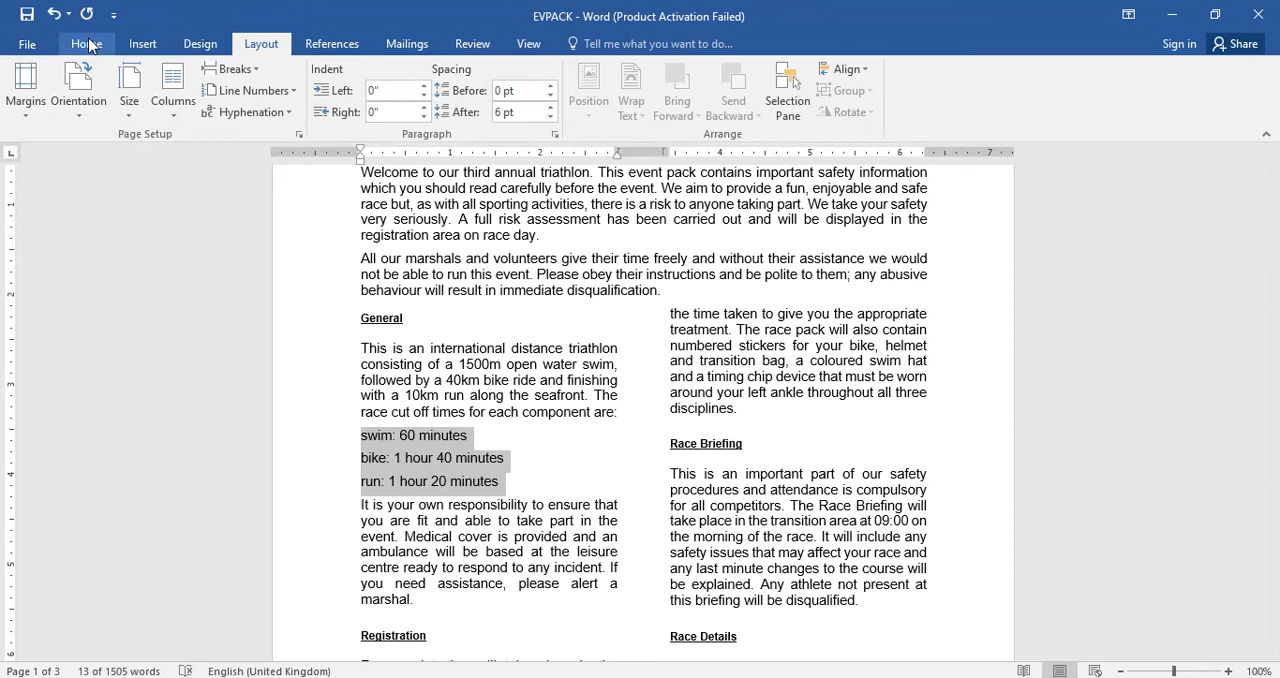 EVPACK - Word (Product Activation Failed)
File Home Insert Design Layout References Mailings Review View Tell me what you want to do... Sign in Share
Margins Orientation Size Columns
Breaks
Line Numbers
Hyphenation
Page Setup
Indent Spacing
Left: 0" Before: 0 pt
Right: 0" After: 6 pt
Paragraph
Position Wrap Text Bring Forward Send Backward Selection Pane
Align
Group
Rotate
Arrange
1 2 3 4 5 6 7
Welcome to our third annual triathlon. This event pack contains important safety information
which you should read carefully before the event. We aim to provide a fun, enjoyable and safe
race but, as with all sporting activities, there is a risk to anyone taking part. We take your safety
very seriously. A full risk assessment has been carried out and will be displayed in the
registration area on race day.
All our marshals and volunteers give their time freely and without their assistance we would
not be able to run this event. Please obey their instructions and be polite to them; any abusive
behaviour will result in immediate disqualification.
General
This is an international distance triathlon
consisting of a 1500m open water swim,
followed by a 40km bike ride and finishing
with a 10km run along the seafront. The
race cut off times for each component are:
swim: 60 minutes
bike: 1 hour 40 minutes
run: 1 hour 20 minutes
It is your own responsibility to ensure that
you are fit and able to take part in the
event. Medical cover is provided and an
ambulance will be based at the leisure
centre ready to respond to any incident. If
you need assistance, please alert a
marshal.
Registration
the time taken to give you the appropriate
treatment. The race pack will also contain
numbered stickers for your bike, helmet
and transition bag, a coloured swim hat
and a timing chip device that must be worn
around your left ankle throughout all three
disciplines.
Race Briefing
This is an important part of our safety
procedures and attendance is compulsory
for all competitors. The Race Briefing will
take place in the transition area at 09:00 on
the morning of the race. It will include any
safety issues that may affect your race and
any last minute changes to the course will
be explained. Any athlete not present at
this briefing will be disqualified.
Race Details
Page 1 of 3 13 of 1505 words English (United Kingdom) 100%